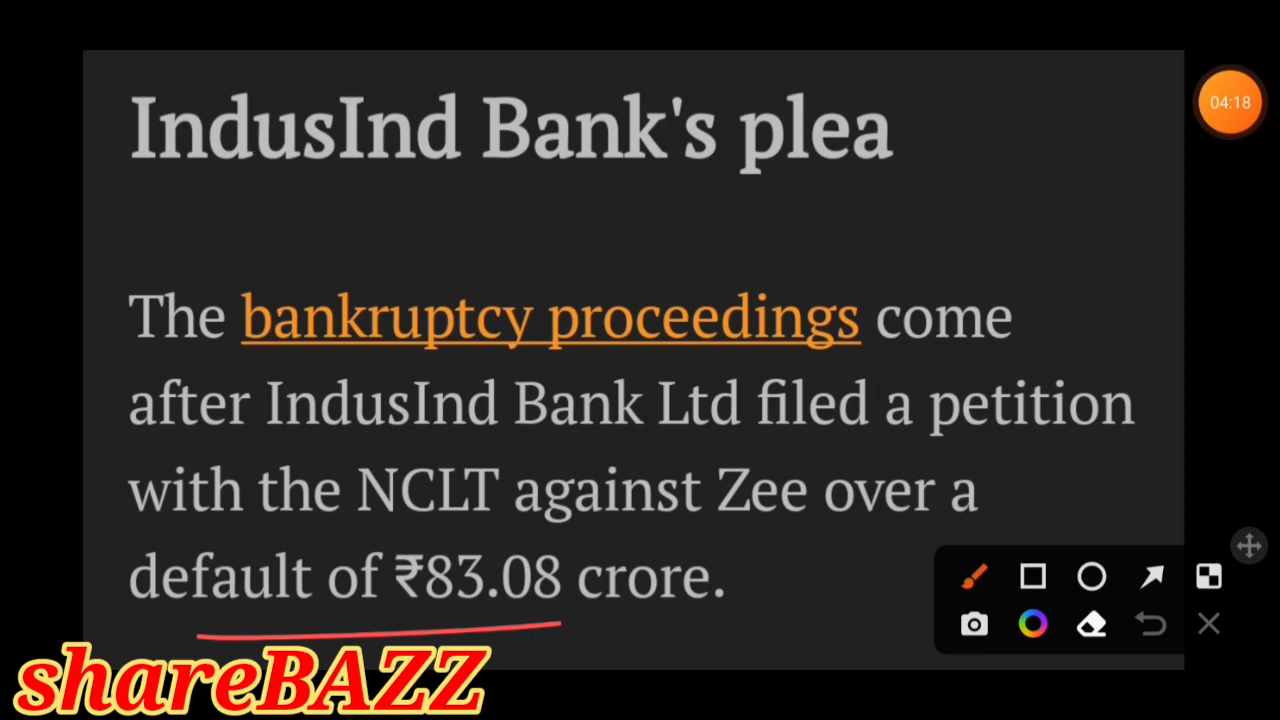 IndusInd Bank's plea
04:18
The bankruptcy proceedings come
after IndusInd Bank Ltd filed a petition
with the NCLT against Zee over a
default of ₹83.08 crore.
shareBAZZ